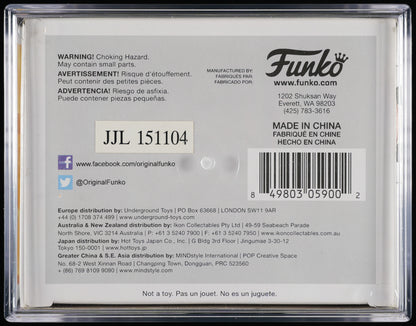 WARNING! Choking Hazard.
May contain small parts.
AVERTISSEMENT! Risque d'étouffement.
Peut contenir des petites pièces.
ADVERTENCIA! Riesgo de asfixia.
Puede contener piezas pequeñas.
MANUFACTURED BY:
FABRIQUÉS PAR
FABRICADO POR:
Funko
www.funko.com
1202 Shuksan Way
Everett, WA 98203
(425) 783-3616
MADE IN CHINA
FABRIQUÉ EN CHINE
HECHO EN CHINA
JJL 151104
www.facebook.com/originalfunko
@OriginalFunko
8 49803 05900 2
Europe distribution by: Underground Toys | PO Box 63668 | LONDON SW11 9AR
+44 (0) 1708 374 499 | www.underground-toys.com
Australia & New Zealand distribution by: Ikon Collectables Pty Ltd | 49-59 Seabeach Parade
North Shore, VIC 3214 Australia | P: +61 3 5240 7900 | F: +61 3 5240 9500 | www.ikoncollectables.com.au
Japan distribution by: Hot Toys Japan Co., Inc. | G Bldg 3rd Floor | Jingumae 3-30-12
Tokyo 150-0001 | www.hottoys.jp
Greater China & S.E. Asia distribution by: MINDstyle International | POP Creative Space
No. 68-2 West Xinnan Road | Changping Town, Dongguan, PRC 523560
+ (86) 769 8109 9090 | www.mindstyle.com
Not a toy. Pas un jouet. No es un juguete.